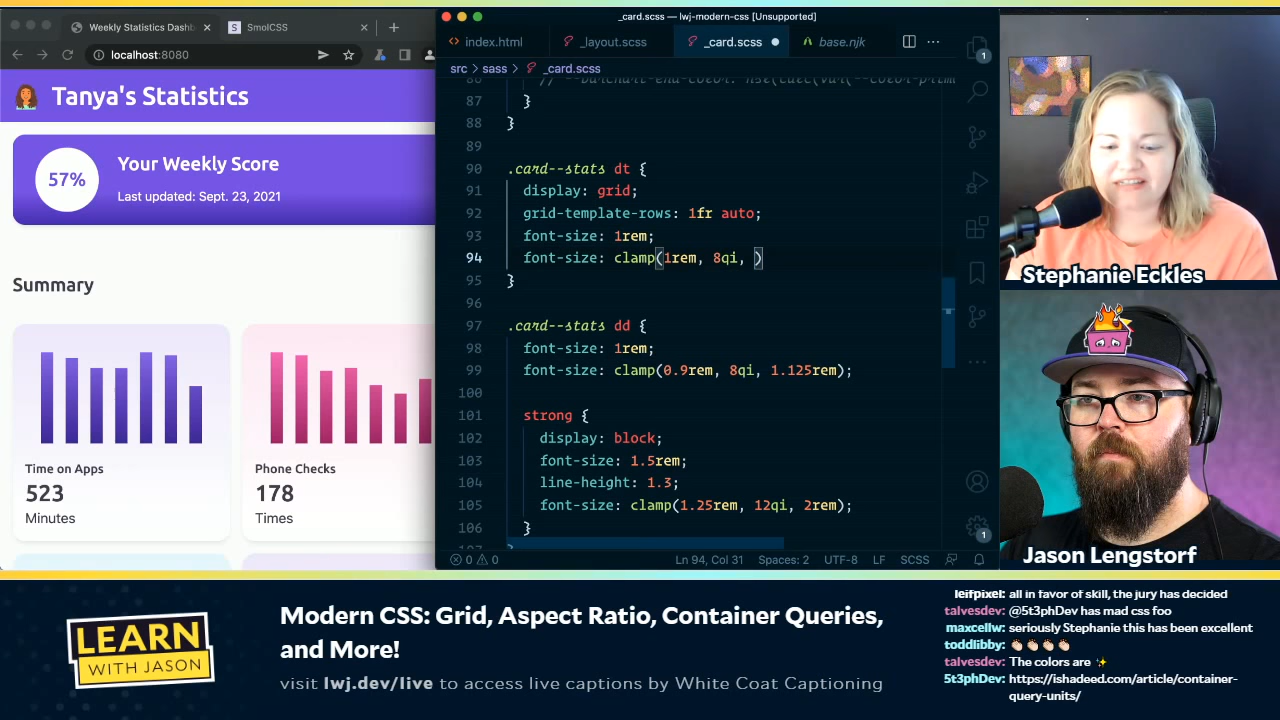 Weekly Statistics Dashb
SmolCSS
localhost:8080
Tanya's Statistics
57%
Your Weekly Score
Last updated: Sept. 23, 2021
Summary
Time on Apps
523
Minutes
Phone Checks
178
Times
_card.scss — lwj-modern-css [Unsupported]
index.html
_layout.scss
_card.scss
base.njk
src > sass > _card.scss
87 }
88 }
89
90 .card--stats dt {
91 display: grid;
92 grid-template-rows: 1fr auto;
93 font-size: 1rem;
94 font-size: clamp(1rem, 8qi, )
95 }
96
97 .card--stats dd {
98 font-size: 1rem;
99 font-size: clamp(0.9rem, 8qi, 1.125rem);
100
101 strong {
102 display: block;
103 font-size: 1.5rem;
104 line-height: 1.3;
105 font-size: clamp(1.25rem, 12qi, 2rem);
106 }
0 0 Ln 94, Col 31 Spaces: 2 UTF-8 LF SCSS
1
1
Stephanie Eckles
Jason Lengstorf
LEARN
WITH JASON
Modern CSS: Grid, Aspect Ratio, Container Queries,
and More!
visit lwj.dev/live to access live captions by White Coat Captioning
leifpixel: all in favor of skill, the jury has decided
talvesdev: @5t3phDev has mad css foo
maxcellw: seriously Stephanie this has been excellent
toddlibby: 👏🏻👏🏻👏🏻👏🏻
talvesdev: The colors are ✨
5t3phDev: https://ishadeed.com/article/container-
query-units/